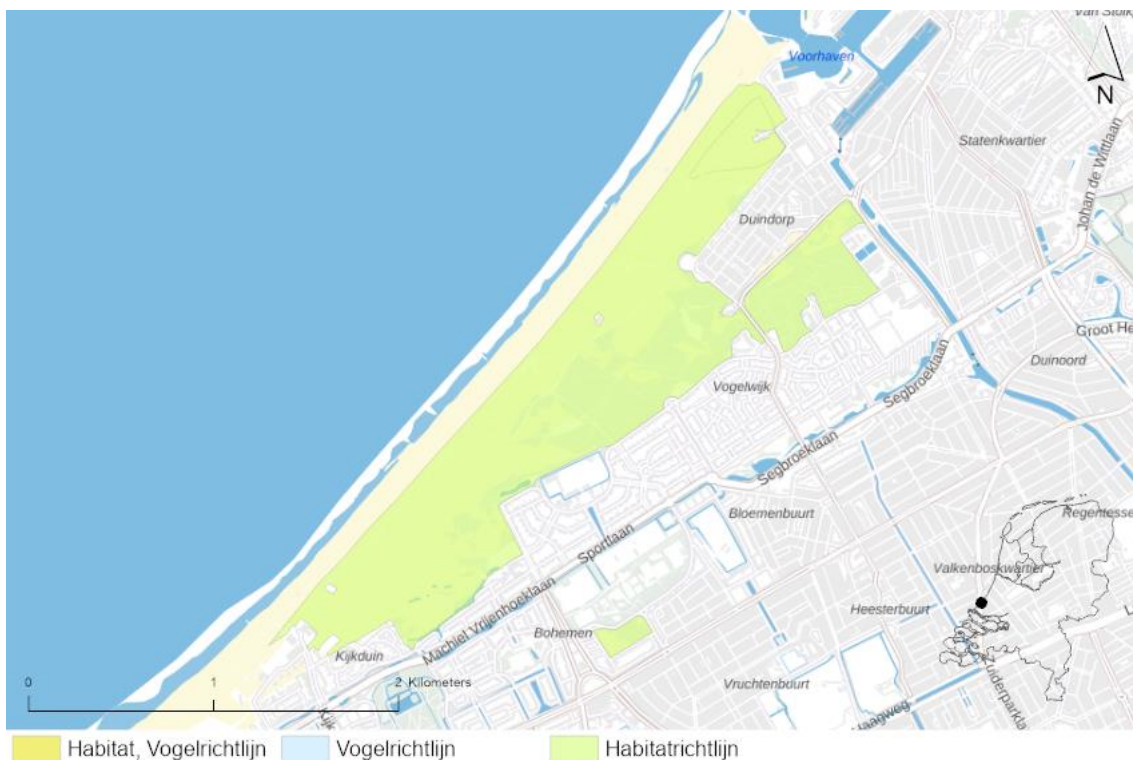 Van Stolk
Voorhaven
N
Statenkwartier
Johan de Wittlaan
Duindorp
Groot He
Duinoord
Vogelwijk
Segbroeklaan
Segbroeklaan
Bloemenbuurt
Regentesse
Sportlaan
Valkenboskwartier
Heesterbuurt
Machiel Vrijenhoeklaan
Bohemen
Kijkduin
Vruchtenbuurt
Zuiderparkla
Haagweg
Kijk
L
0 1 2 Kilometers
Habitat, Vogelrichtlijn Vogelrichtlijn Habitatrichtlijn